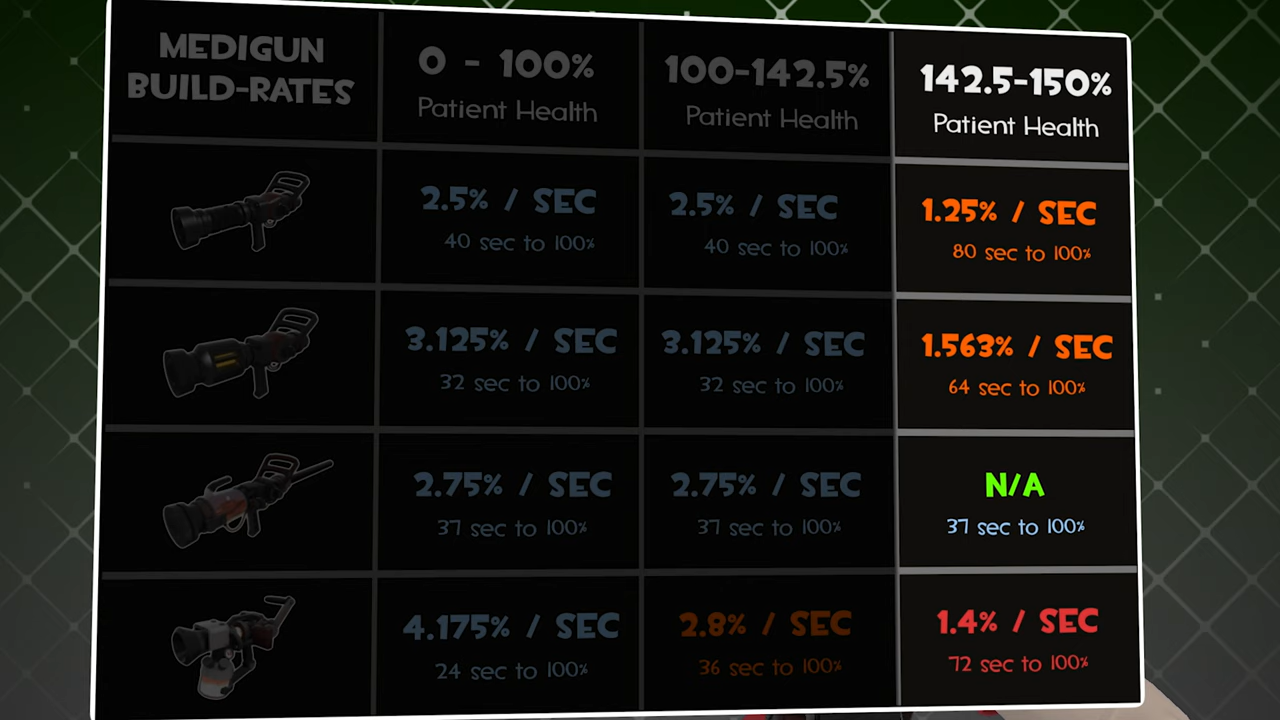 MEDIGUN
BUILD-RATES
0 - 100%
Patient Health
100-142.5%
Patient Health
142.5-150%
Patient Health
2.5% / SEC
40 sec to 100%
2.5% / SEC
40 sec to 100%
1.25% / SEC
80 sec to 100%
3.125% / SEC
32 sec to 100%
3.125% / SEC
32 sec to 100%
1.563% / SEC
64 sec to 100%
2.75% / SEC
37 sec to 100%
2.75% / SEC
37 sec to 100%
N/A
37 sec to 100%
4.175% / SEC
24 sec to 100%
2.8% / SEC
36 sec to 100%
1.4% / SEC
72 sec to 100%